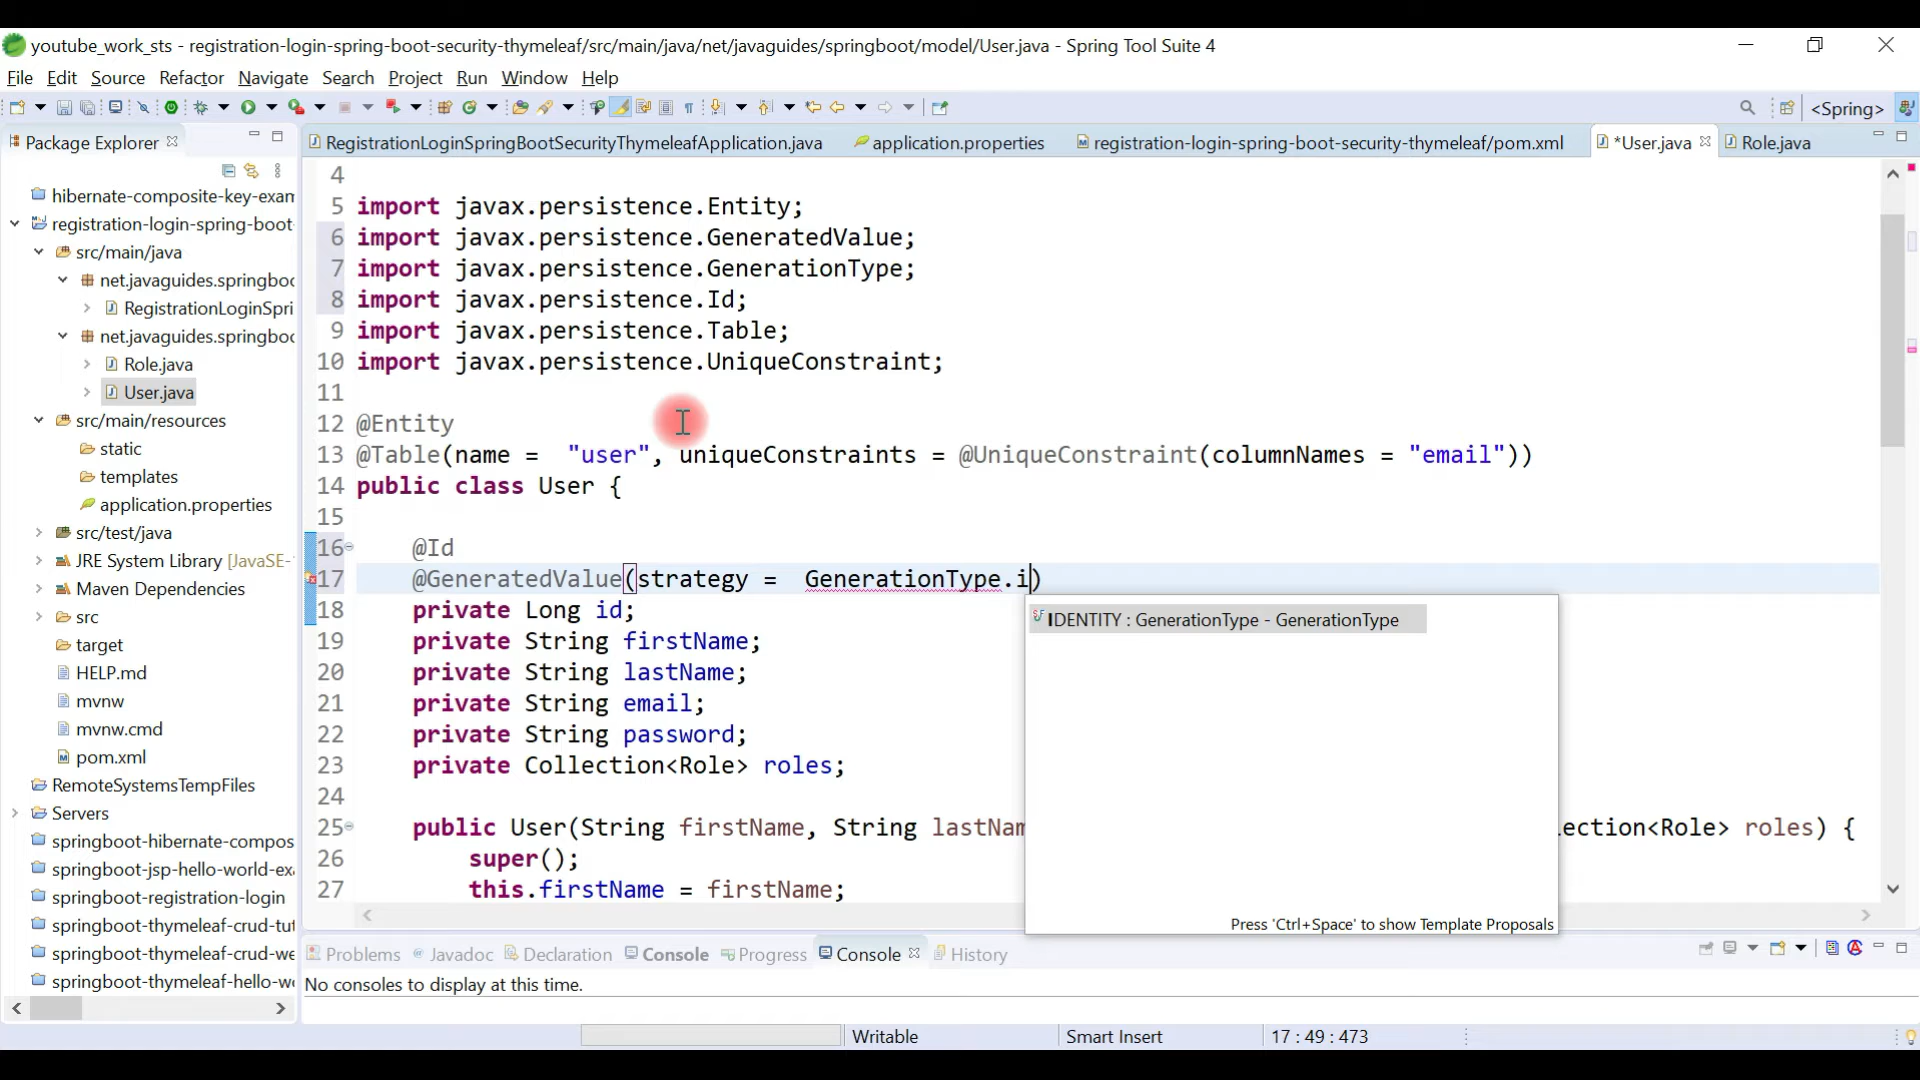 youtube_work_sts - registration-login-spring-boot-security-thymeleaf/src/main/java/net/javaguides/springboot/model/User.java - Spring Tool Suite 4
File Edit Source Refactor Navigate Search Project Run Window Help
<Spring>
Package Explorer
RegistrationLoginSpringBootSecurityThymeleafApplication.java application.properties registration-login-spring-boot-security-thymeleaf/pom.xml *User.java Role.java
hibernate-composite-key-exam
registration-login-spring-boot-
src/main/java
net.javaguides.springboo
RegistrationLoginSpri
net.javaguides.springboo
Role.java
User.java
src/main/resources
static
templates
application.properties
src/test/java
JRE System Library [JavaSE-
Maven Dependencies
src
target
HELP.md
mvnw
mvnw.cmd
pom.xml
RemoteSystemsTempFiles
Servers
springboot-hibernate-compos
springboot-jsp-hello-world-exa
springboot-registration-login
springboot-thymeleaf-crud-tut
springboot-thymeleaf-crud-we
springboot-thymeleaf-hello-wo
4
5 import javax.persistence.Entity;
6 import javax.persistence.GeneratedValue;
7 import javax.persistence.GenerationType;
8 import javax.persistence.Id;
9 import javax.persistence.Table;
10 import javax.persistence.UniqueConstraint;
11
12 @Entity
13 @Table(name =  "user", uniqueConstraints = @UniqueConstraint(columnNames = "email"))
14 public class User {
15
16 @Id
17 @GeneratedValue(strategy =  GenerationType.i)
18 private Long id;
19 private String firstName;
20 private String lastName;
21 private String email;
22 private String password;
23 private Collection<Role> roles;
24
25 public User(String firstName, String lastNam lection<Role> roles) {
26 super();
27 this.firstName = firstName;
IDENTITY : GenerationType - GenerationType
Press 'Ctrl+Space' to show Template Proposals
Problems Javadoc Declaration Console Progress Console History
No consoles to display at this time.
Writable Smart Insert 17 : 49 : 473